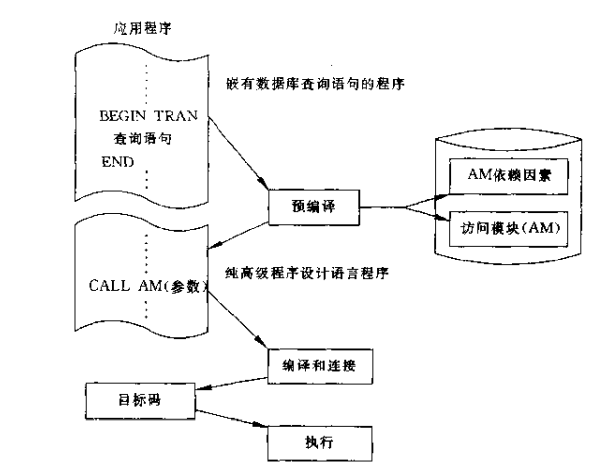 应用程序
嵌有数据库查询语句的程序
BEGIN TRAN
查询语句
END
AM依赖因素
预编译
访问模块(AM)
纯高级程序设计语言程序
CALL AM(参数)
编译和连接
目标码
执行